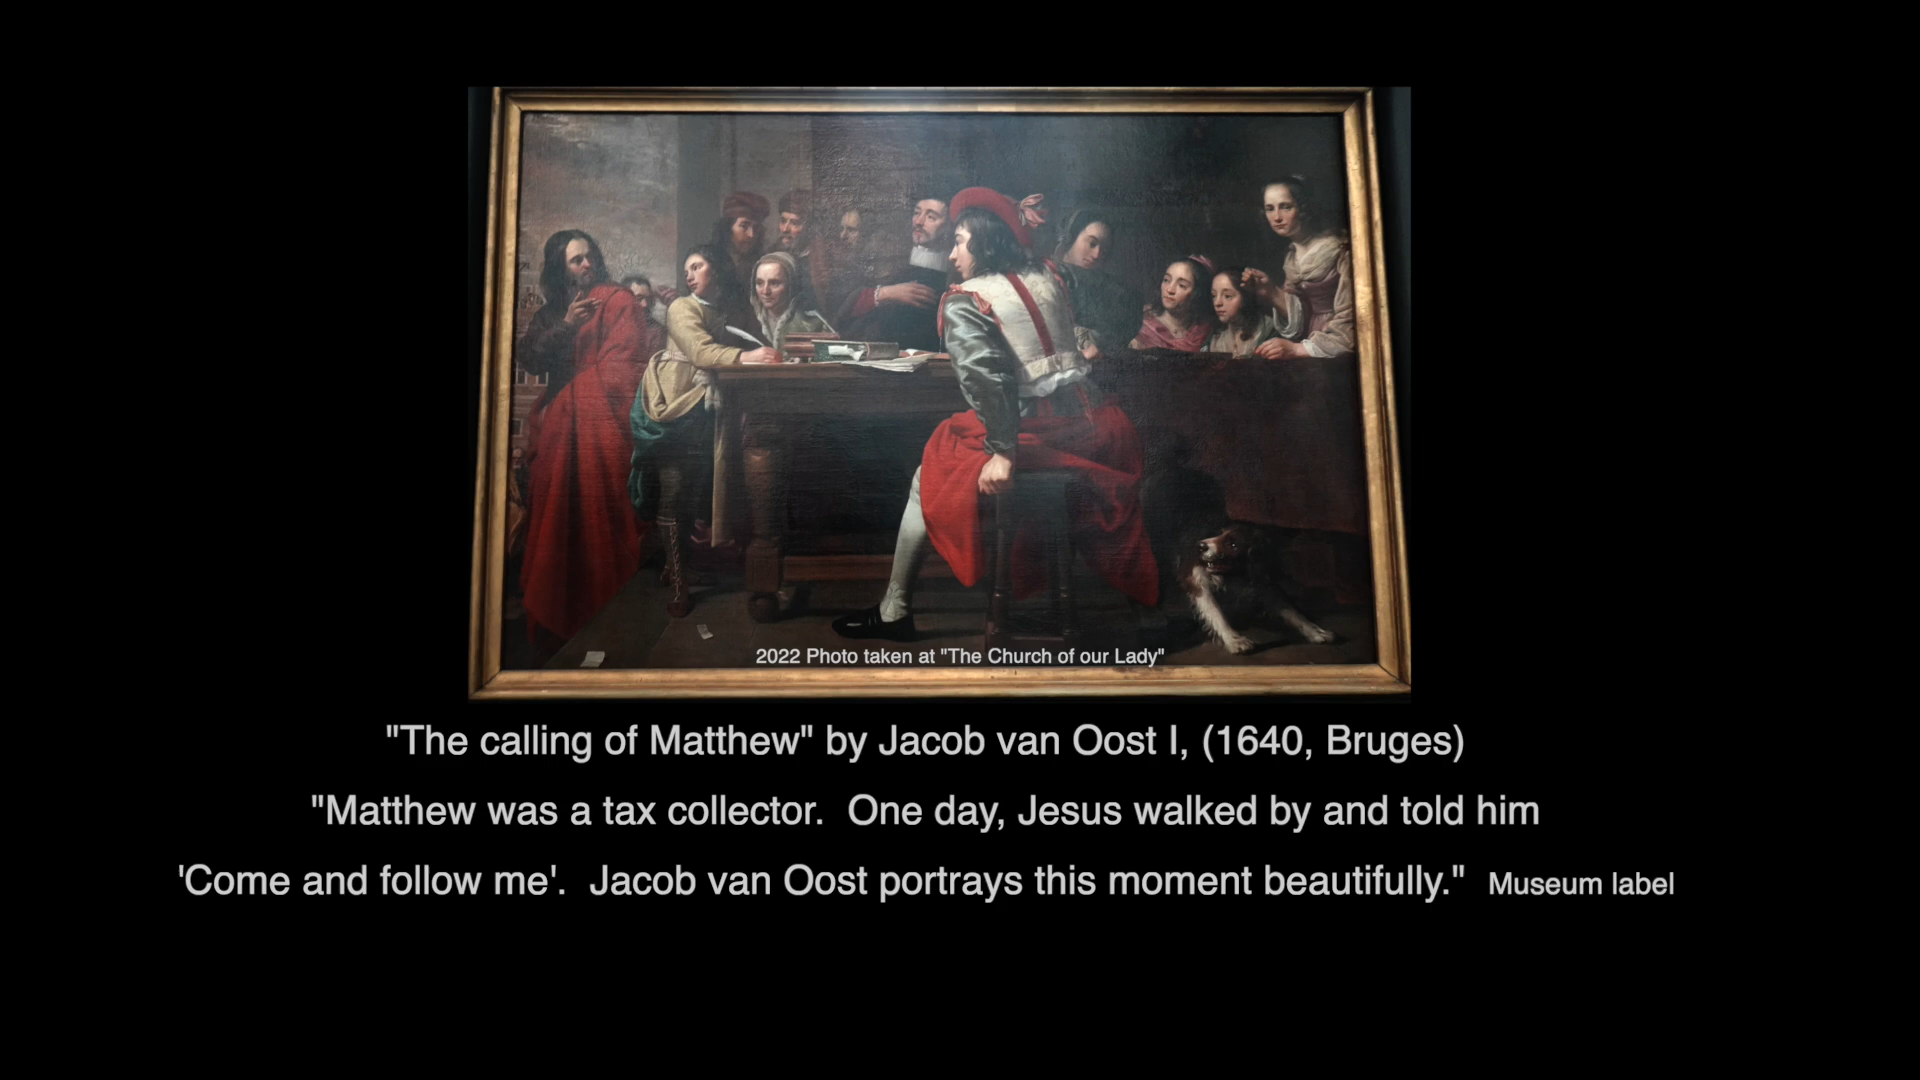 2022 Photo taken at "The Church of our Lady"
"The calling of Matthew" by Jacob van Oost I, (1640, Bruges)
"Matthew was a tax collector.  One day, Jesus walked by and told him
'Come and follow me'.  Jacob van Oost portrays this moment beautifully."  Museum label